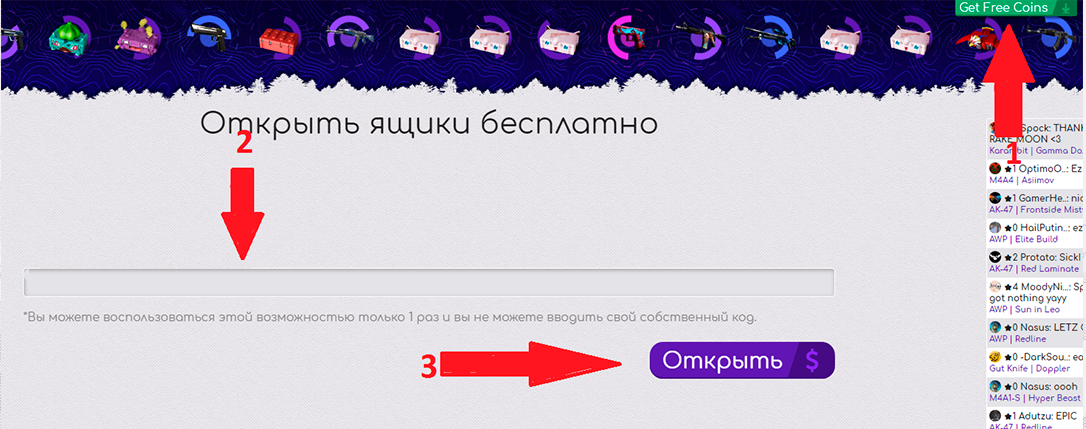 Get Free Coins
Открыть ящики бесплатно
2
*Вы можете воспользоваться этой возможностью только 1 раз и вы не можете вводить свой собственный код.
3
Открыть $
1
Spock: THANK
RAKE MOON <3
Karambit | Gamma Do
★1 OptimoO..: Ez
M4A4 | Asiimov
★1 GamerHe..: nic
AK-47 | Frontside Mist
★0 HailPutin..: ez
AWP | Elite Build
★2 Protato: Sickl
AK-47 | Red Laminate
★4 MoodyNi..: Sp
got nothing yayy
AWP | Sun in Leo
★0 Nasus: LETZ
AWP | Redline
★0 -DarkSou..: ea
Gut Knife | Doppler
★0 Nasus: oooh
M4A1-S | Hyper Beast
★1 Adutzu: EPIC
AK-47 | Redline